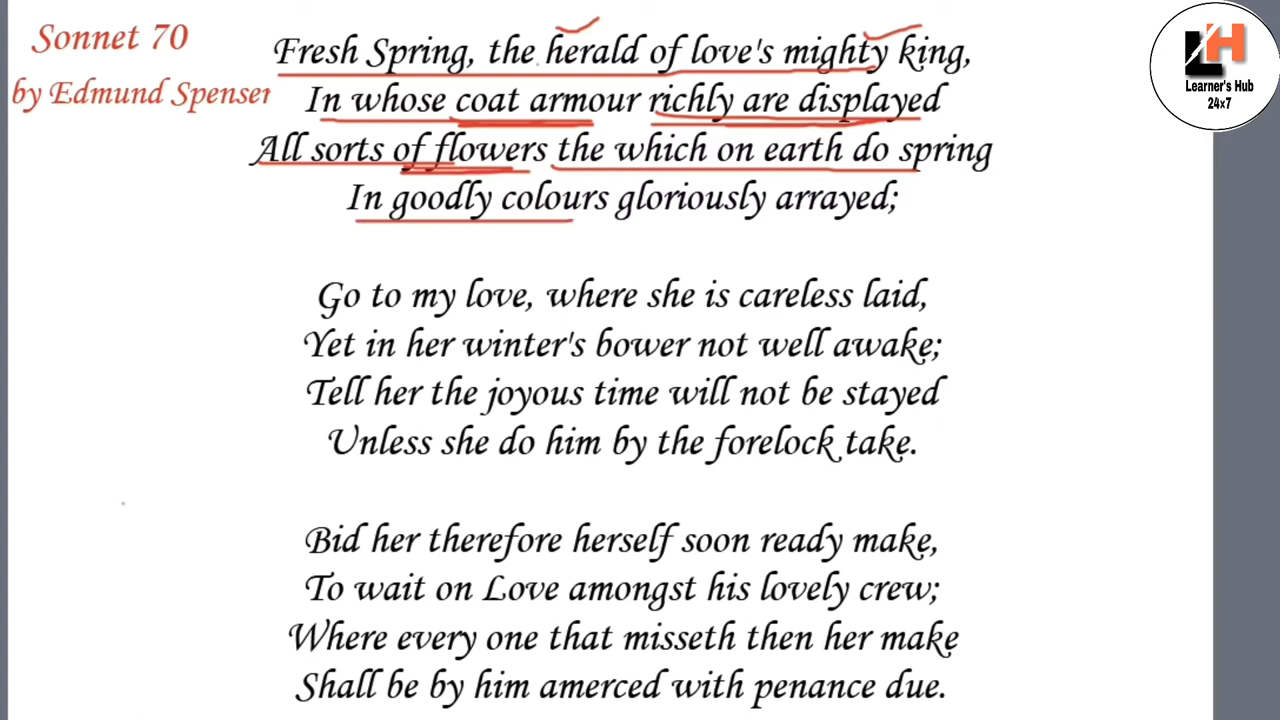 Sonnet 70
by Edmund Spenser
Fresh Spring, the herald of love's mighty king,
In whose coat armour richly are displayed
All sorts of flowers the which on earth do spring
In goodly colours gloriously arrayed;
Go to my love, where she is careless laid,
Yet in her winter's bower not well awake;
Tell her the joyous time will not be stayed
Unless she do him by the forelock take.
Bid her therefore herself soon ready make,
To wait on Love amongst his lovely crew;
Where every one that misseth then her make
Shall be by him amerced with penance due.
LH
Learner's Hub
24x7